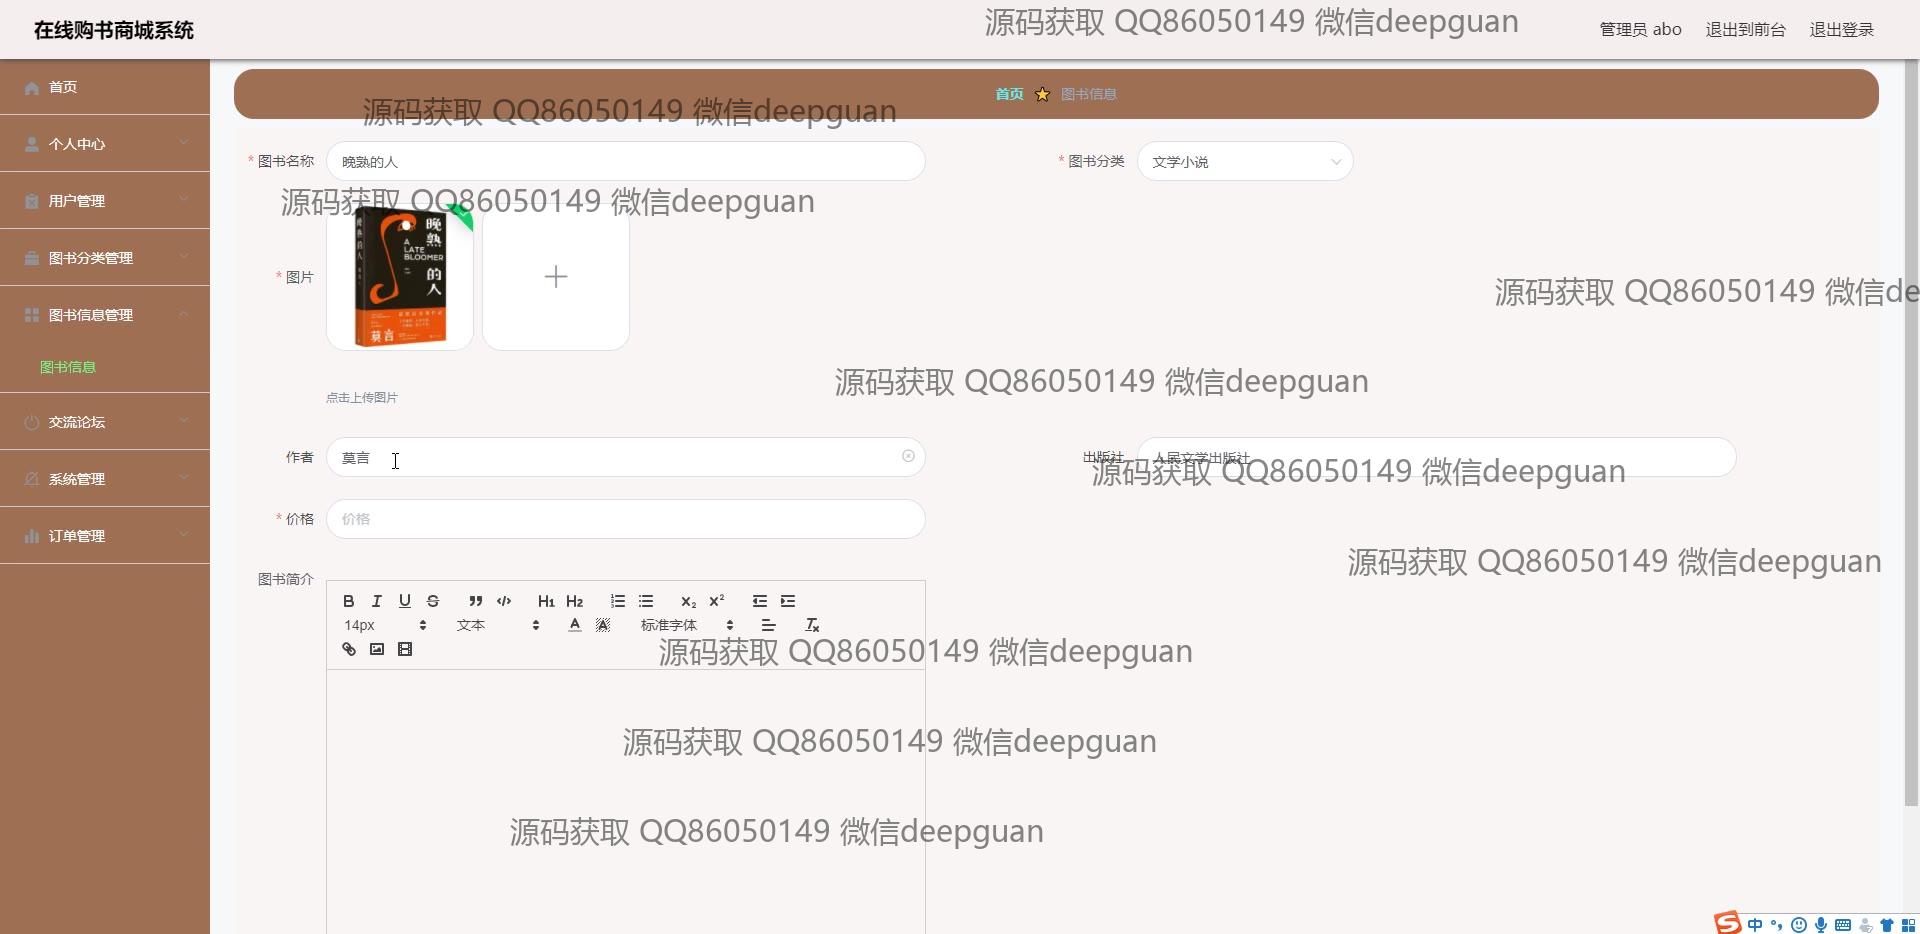 在线购书商城系统
源码获取 QQ86050149 微信deepguan
管理员 abo
退出到前台
退出登录
首页
个人中心
用户管理
图书分类管理
图书信息管理
图书信息
交流论坛
系统管理
订单管理
首页
图书信息
源码获取 QQ86050149 微信deepguan
* 图书名称
晚熟的人
* 图书分类
文学小说
源码获取 QQ86050149 微信deepguan
* 图片
晚熟的人
晚熟
A LATE BLOOMER
的人
莫言
源码获取 QQ86050149 微信de
点击上传图片
源码获取 QQ86050149 微信deepguan
作者
莫言
出版社
人民文学出版社
源码获取 QQ86050149 微信deepguan
* 价格
价格
源码获取 QQ86050149 微信deepguan
图书简介
B I U S H1 H2 X2 X2
14px
文本
A A
标准字体
Tx
源码获取 QQ86050149 微信deepguan
源码获取 QQ86050149 微信deepguan
源码获取 QQ86050149 微信deepguan
S 中